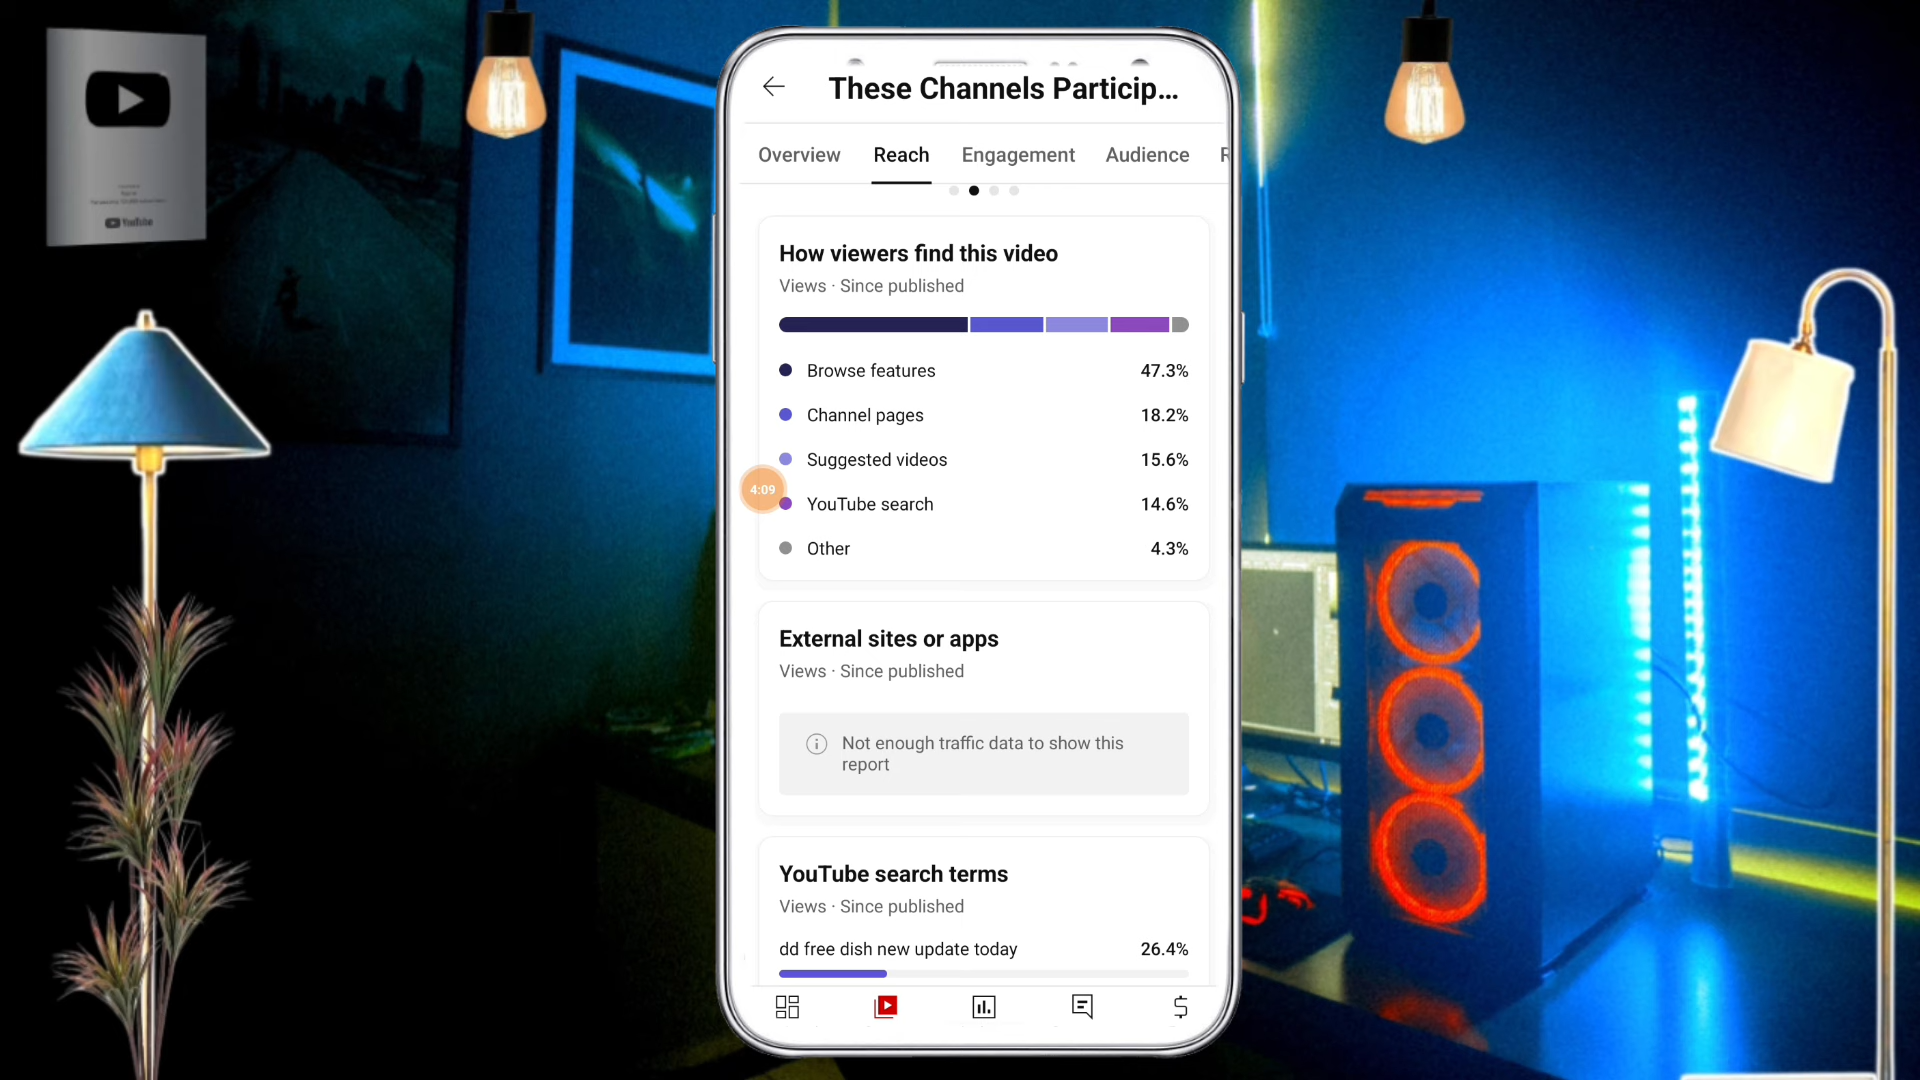 These Channels Particip...
Overview
Reach
Engagement
Audience
How viewers find this video
Views · Since published
Browse features 47.3%
Channel pages 18.2%
Suggested videos 15.6%
4:09
YouTube search 14.6%
Other 4.3%
External sites or apps
Views · Since published
Not enough traffic data to show this
report
YouTube search terms
Views · Since published
dd free dish new update today 26.4%
YouTube